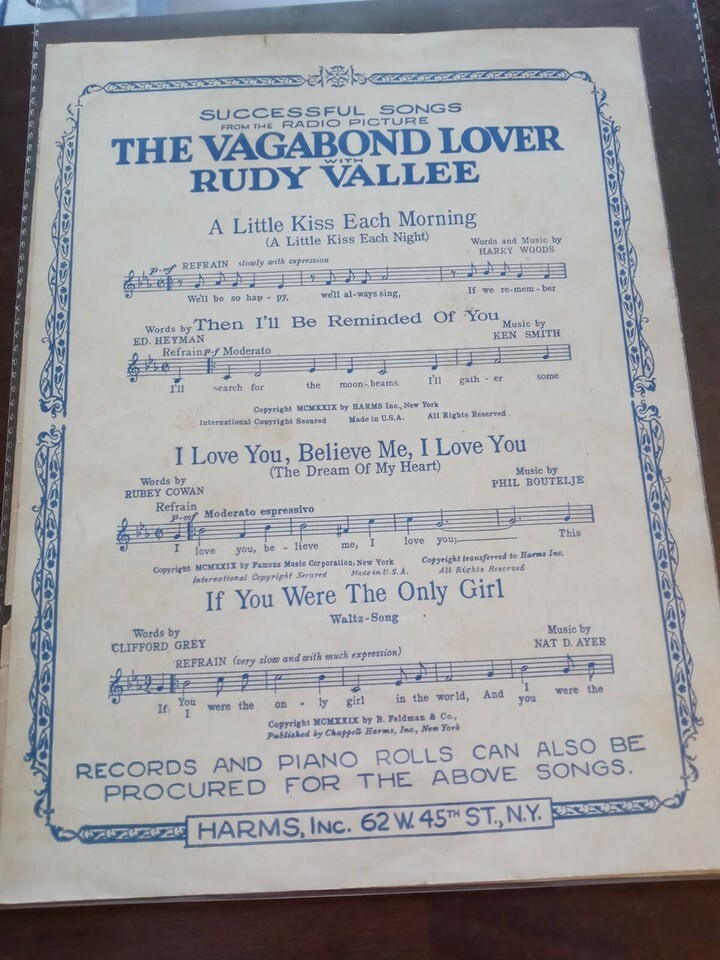 SUCCESSFUL SONGS
FROM THE RADIO PICTURE
THE VAGABOND LOVER
WITH
RUDY VALLEE
A Little Kiss Each Morning
(A Little Kiss Each Night)
Words and Music by
HARRY WOODS
p-mf REFRAIN slowly with expression
We'll be so hap - py, we'll al-ways sing, If we re-mem-ber
Then I'll Be Reminded Of You
Words by
ED. HEYMAN
Music by
KEN SMITH
Refrain p-f Moderato
I'll search for the moon-beams I'll gath - er some
Copyright MCMXXIX by HARMS Inc., New York
International Copyright Secured Made in U.S.A. All Rights Reserved
I Love You, Believe Me, I Love You
(The Dream Of My Heart)
Words by
RUBEY COWAN
Music by
PHIL BOUTELJE
Refrain
p-mf Moderato espressivo
I love you, be - lieve me, I love you; This
Copyright MCMXXIX by Famous Music Corporation, New York Copyright transferred to Harms Inc.
International Copyright Secured Made in U.S.A. All Rights Reserved
If You Were The Only Girl
Waltz-Song
Words by
CLIFFORD GREY
Music by
NAT D. AYER
REFRAIN (very slow and with much expression)
If You were the on - ly girl in the world, And I were the
I you
Copyright MCMXXIX by B. Feldman & Co.,
Published by Chappell Harms, Inc., New York
RECORDS AND PIANO ROLLS CAN ALSO BE
PROCURED FOR THE ABOVE SONGS.
HARMS, INC. 62 W. 45TH ST., N.Y.